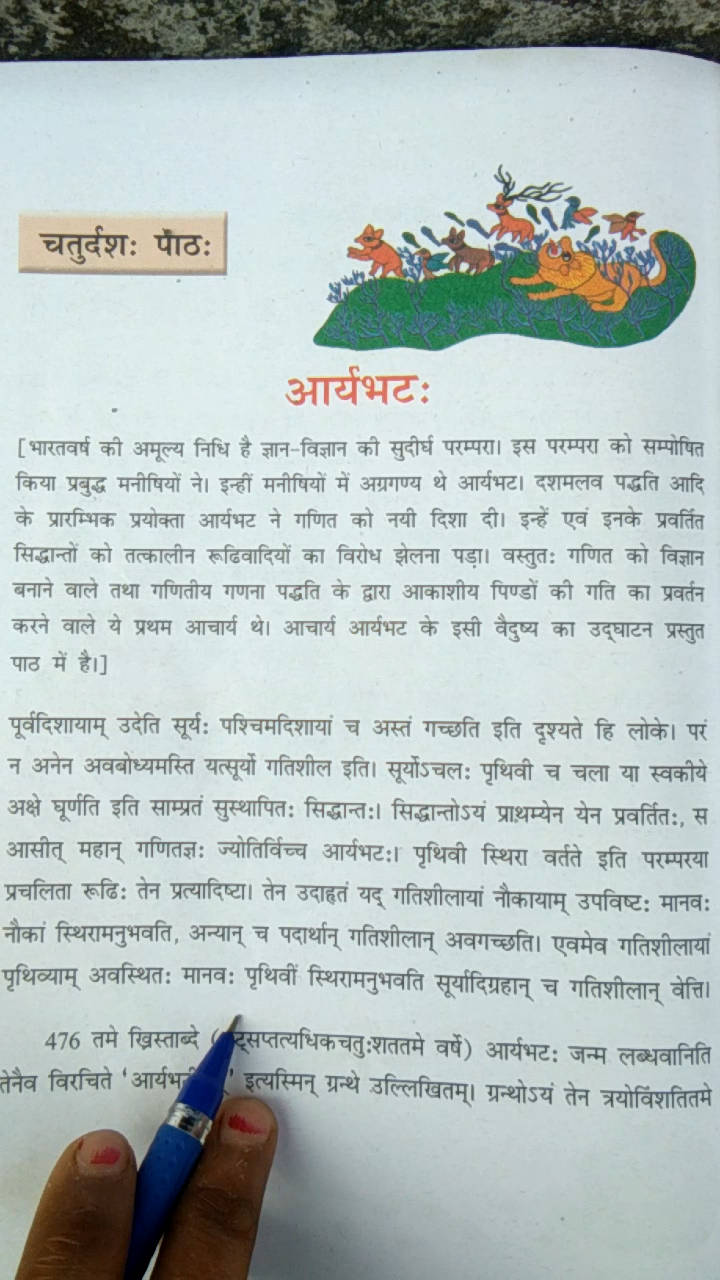 चतुर्दशः पाठः
आर्यभटः
[भारतवर्ष की अमूल्य निधि है ज्ञान-विज्ञान की सुदीर्घ परम्परा। इस परम्परा को सम्पोषित
किया प्रबुद्ध मनीषियों ने। इन्हीं मनीषियों में अग्रगण्य थे आर्यभट। दशमलव पद्धति आदि
के प्रारम्भिक प्रयोक्ता आर्यभट ने गणित को नयी दिशा दी। इन्हें एवं इनके प्रवर्तित
सिद्धान्तों को तत्कालीन रूढिवादियों का विरोध झेलना पड़ा। वस्तुतः गणित को विज्ञान
बनाने वाले तथा गणितीय गणना पद्धति के द्वारा आकाशीय पिण्डों की गति का प्रवर्तन
करने वाले ये प्रथम आचार्य थे। आचार्य आर्यभट के इसी वैदुष्य का उद्घाटन प्रस्तुत
पाठ में है।]
पूर्वदिशायाम् उदेति सूर्यः पश्चिमदिशायां च अस्तं गच्छति इति दृश्यते हि लोके। परं
न अनेन अवबोध्यमस्ति यत्सूर्यो गतिशील इति। सूर्योऽचलः पृथिवी च चला या स्वकीये
अक्षे घूर्णति इति साम्प्रतं सुस्थापितः सिद्धान्तः। सिद्धान्तोऽयं प्राथम्येन येन प्रवर्तितः, स
आसीत् महान् गणितज्ञः ज्योतिर्विच्च आर्यभटः। पृथिवी स्थिरा वर्तते इति परम्परया
प्रचलिता रूढिः तेन प्रत्यादिष्टा। तेन उदाहृतं यद् गतिशीलायां नौकायाम् उपविष्टः मानवः
नौकां स्थिरामनुभवति, अन्यान् च पदार्थान् गतिशीलान् अवगच्छति। एवमेव गतिशीलायां
पृथिव्याम् अवस्थितः मानवः पृथिवीं स्थिरामनुभवति सूर्यादिग्रहान् च गतिशीलान् वेत्ति।
476 तमे ख्रिस्ताब्दे वर्षे) आर्यभटः जन्म लब्धवानिति
तेनैव विरचिते इत्यस्मिन् ग्रन्थे उल्लिखितम्। ग्रन्थोऽयं तेन त्रयोविंशतितमे